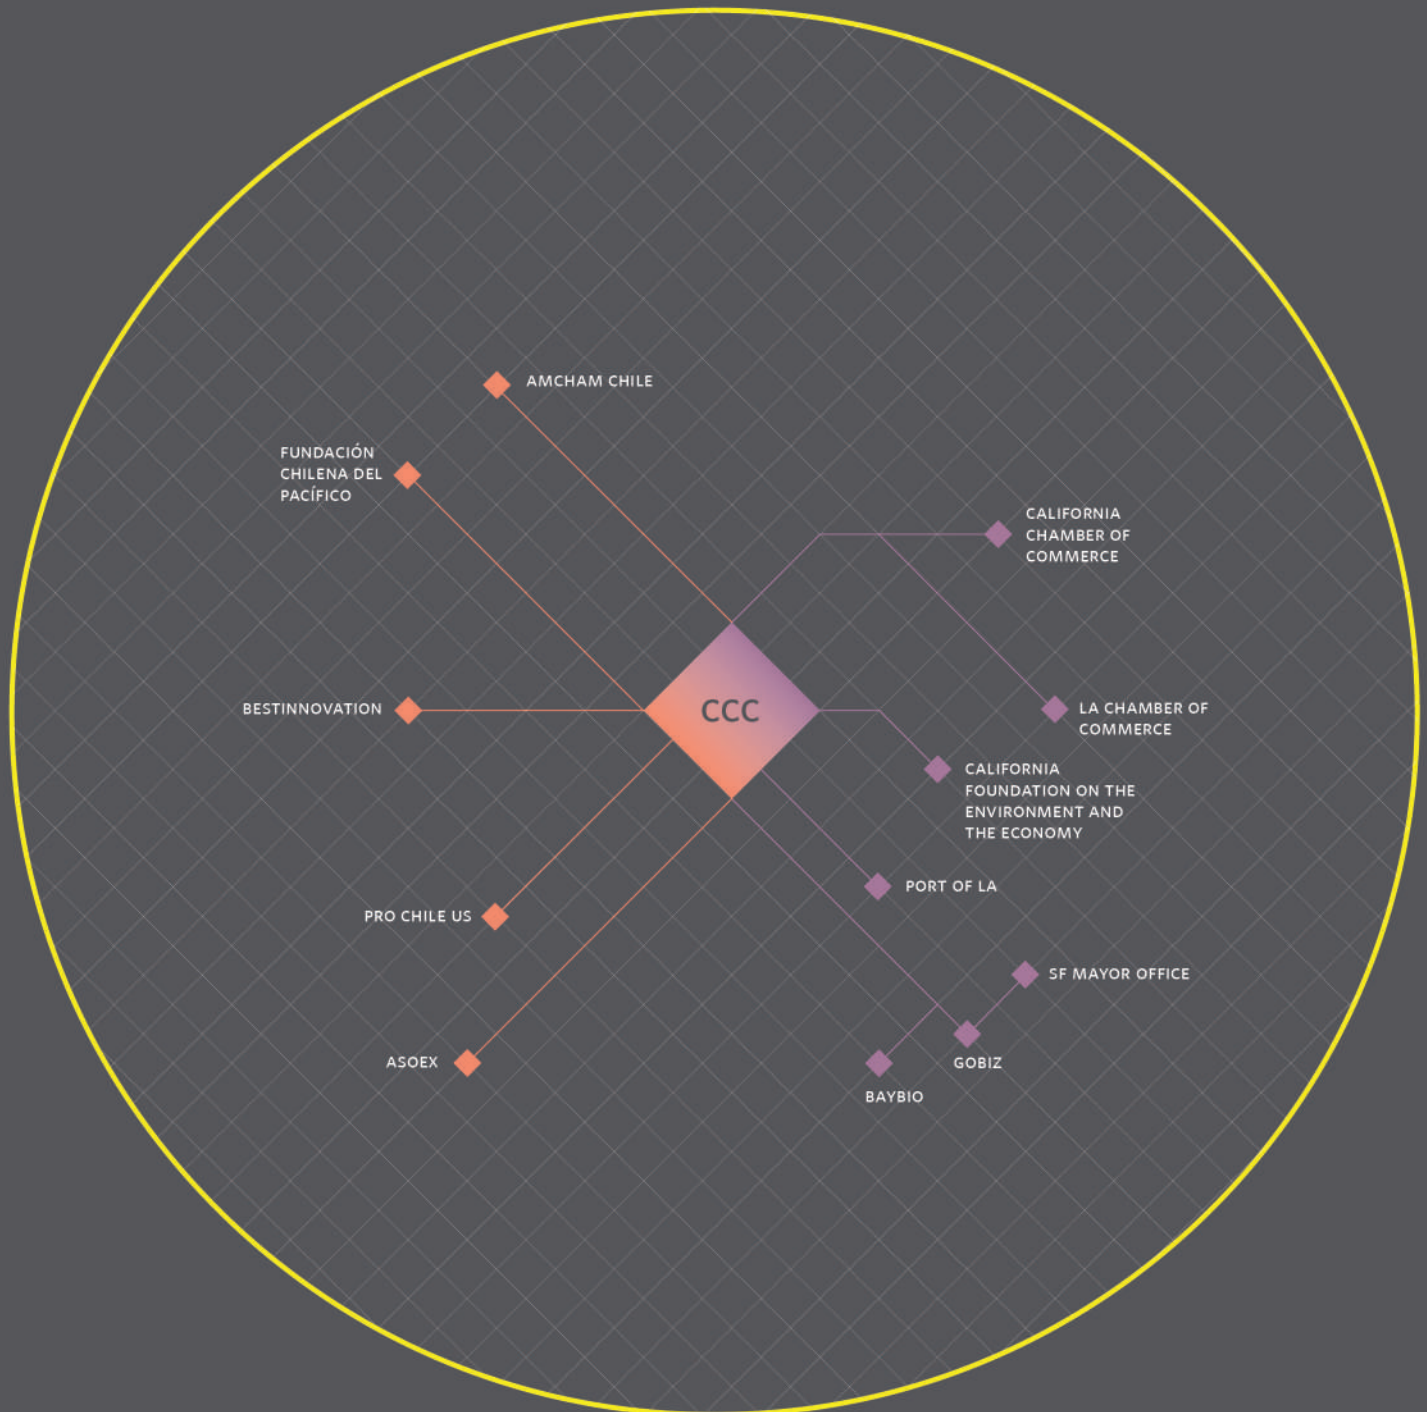 AMCHAM CHILE
FUNDACIÓN
CHILENA DEL
PACÍFICO
CALIFORNIA
CHAMBER OF
COMMERCE
BESTINNOVATION
CCC
LA CHAMBER OF
COMMERCE
CALIFORNIA
FOUNDATION ON THE
ENVIRONMENT AND
THE ECONOMY
PORT OF LA
PRO CHILE US
SF MAYOR OFFICE
ASOEX
GOBIZ
BAYBIO